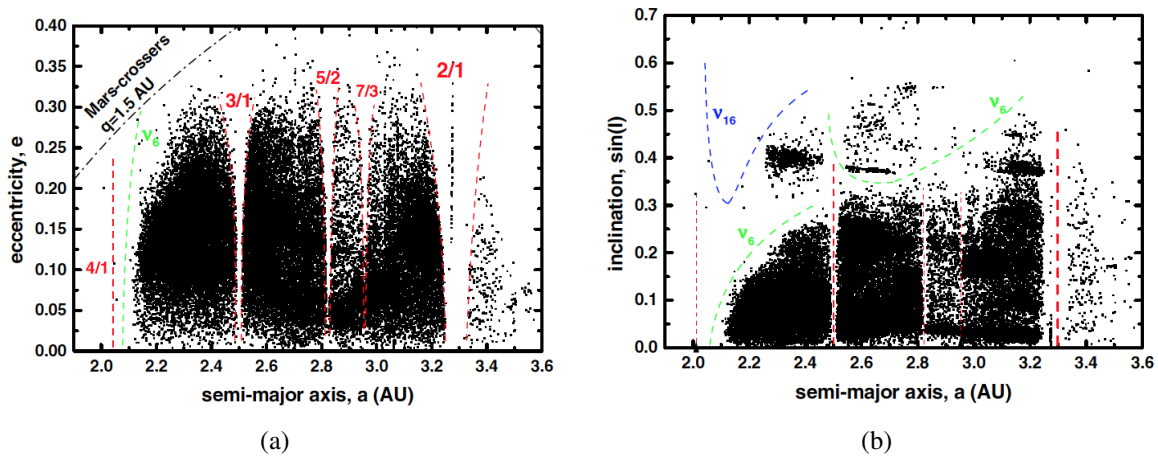 0.40
0.35
0.30
0.25
0.20
0.15
0.10
0.05
0.00
eccentricity, e
Mars-crossers
q=1.5 AU
ν6
4/1
3/1
5/2
7/3
2/1
2.0 2.2 2.4 2.6 2.8 3.0 3.2 3.4 3.6
semi-major axis, a (AU)
(a)
0.7
0.6
0.5
0.4
0.3
0.2
0.1
0.0
inclination, sin(I)
ν16
ν6
ν6
2.0 2.2 2.4 2.6 2.8 3.0 3.2 3.4 3.6
semi-major axis, a (AU)
(b)